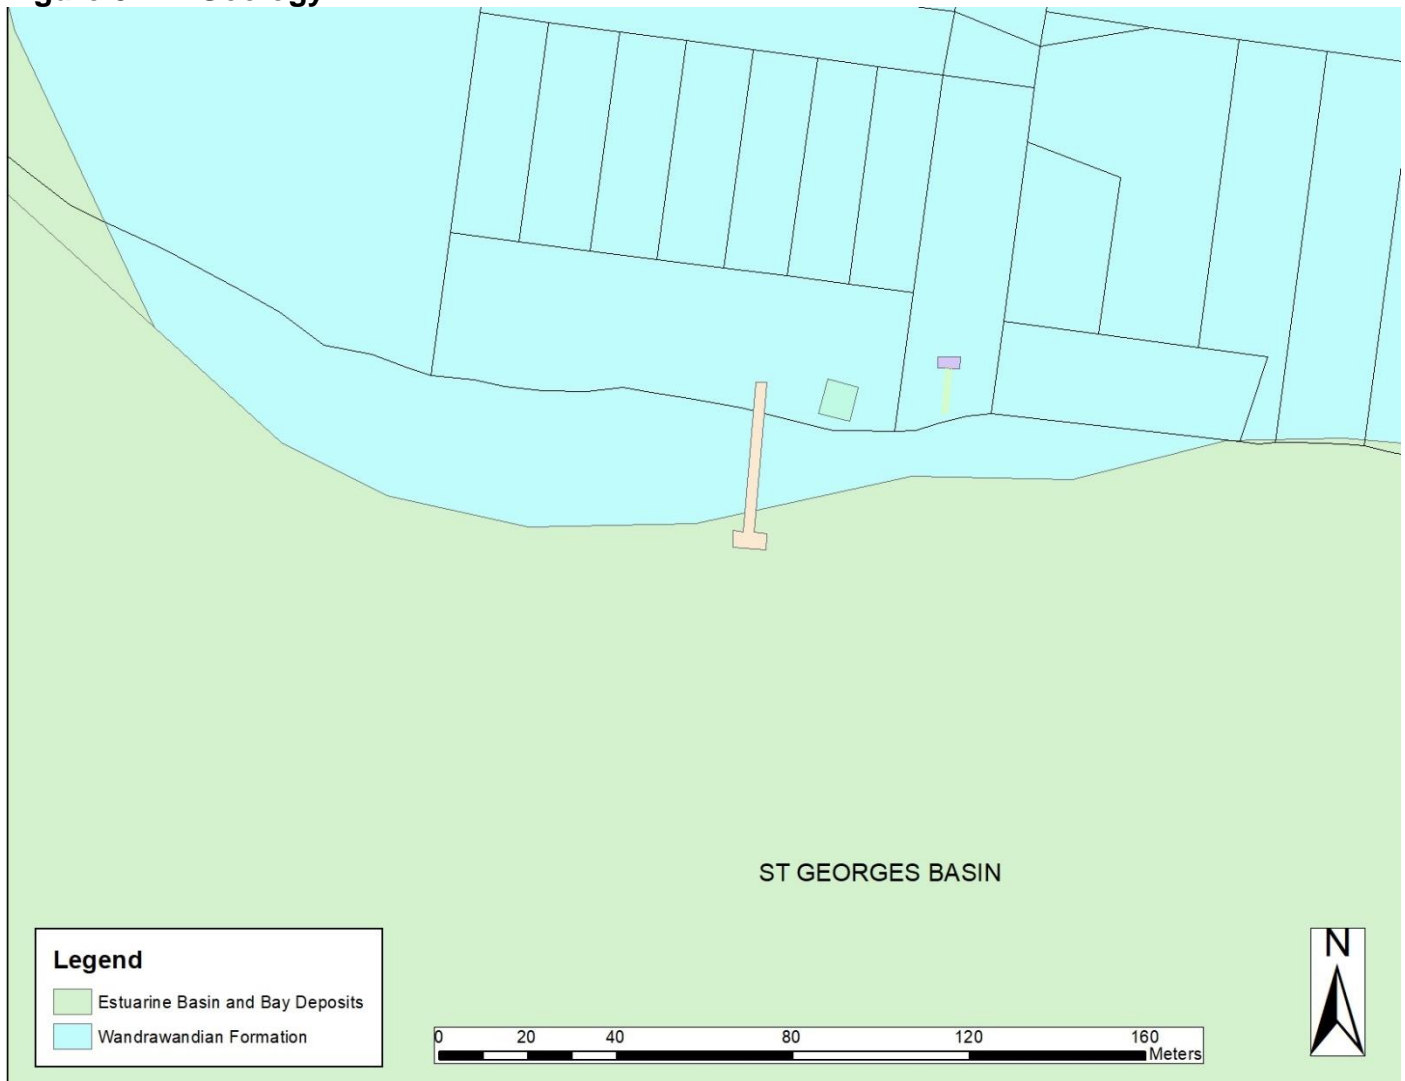 ST GEORGES BASIN
Legend
Estuarine Basin and Bay Deposits
Wandrawandian Formation
0 20 40 80 120 160
Meters
N